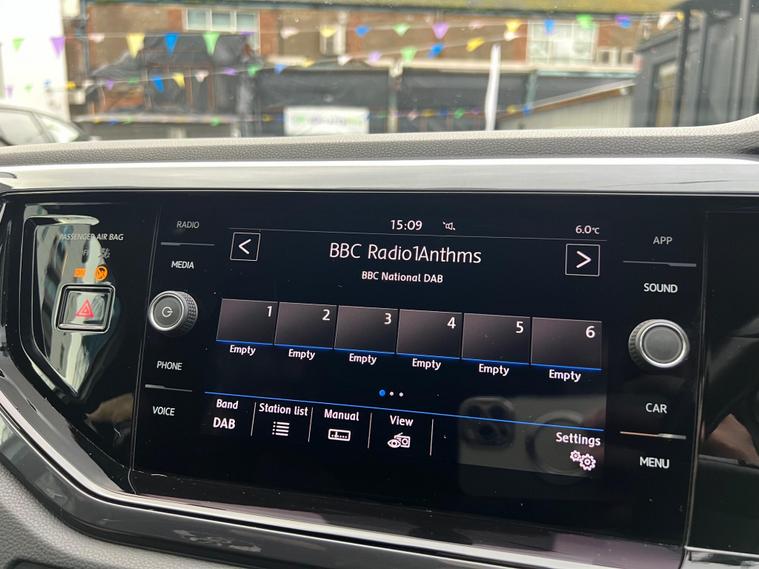 PASSENGER AIR BAG
RADIO
MEDIA
PHONE
VOICE
15:09
6.0°C
BBC Radio1Anthms
BBC National DAB
1
2
3
4
5
6
Empty
Empty
Empty
Empty
Empty
Empty
Band
DAB
Station list
Manual
View
Settings
APP
SOUND
CAR
MENU